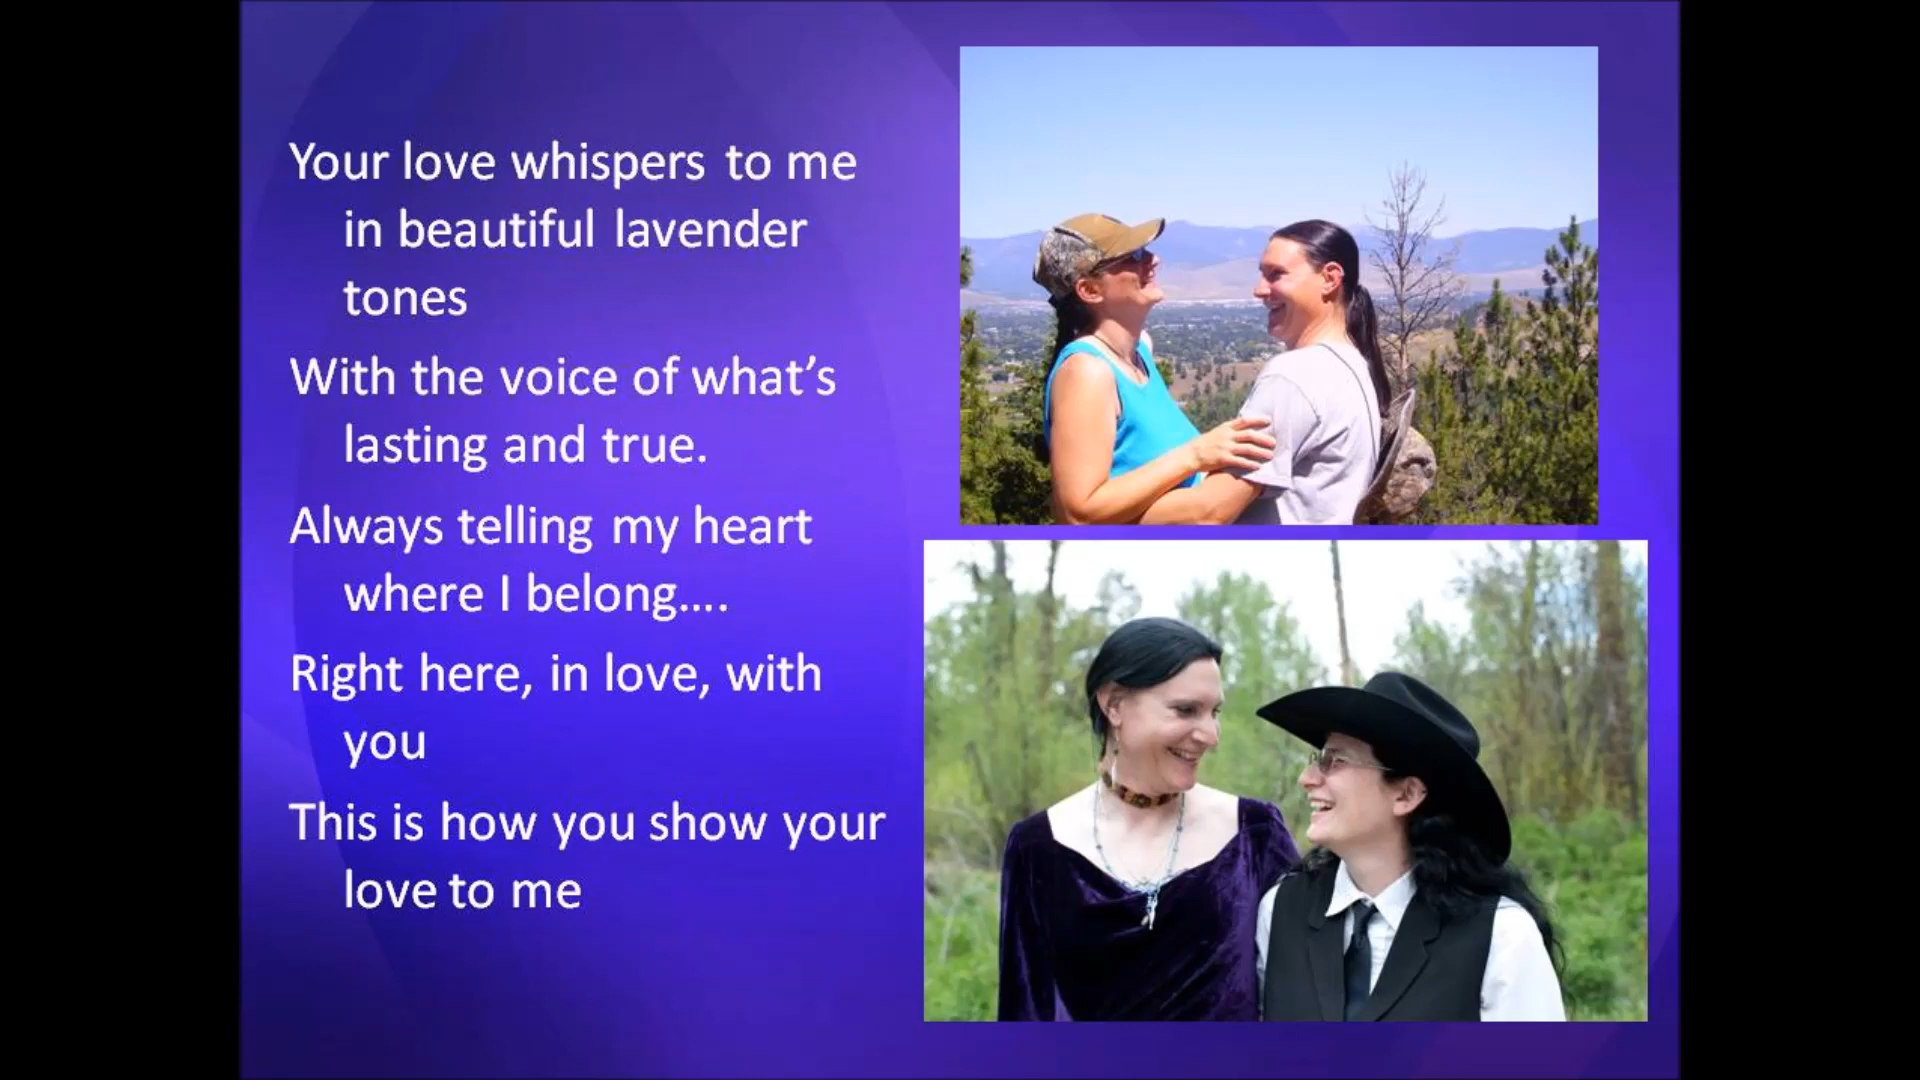 Your love whispers to me
in beautiful lavender
tones
With the voice of what’s
lasting and true.
Always telling my heart
where I belong….
Right here, in love, with
you
This is how you show your
love to me